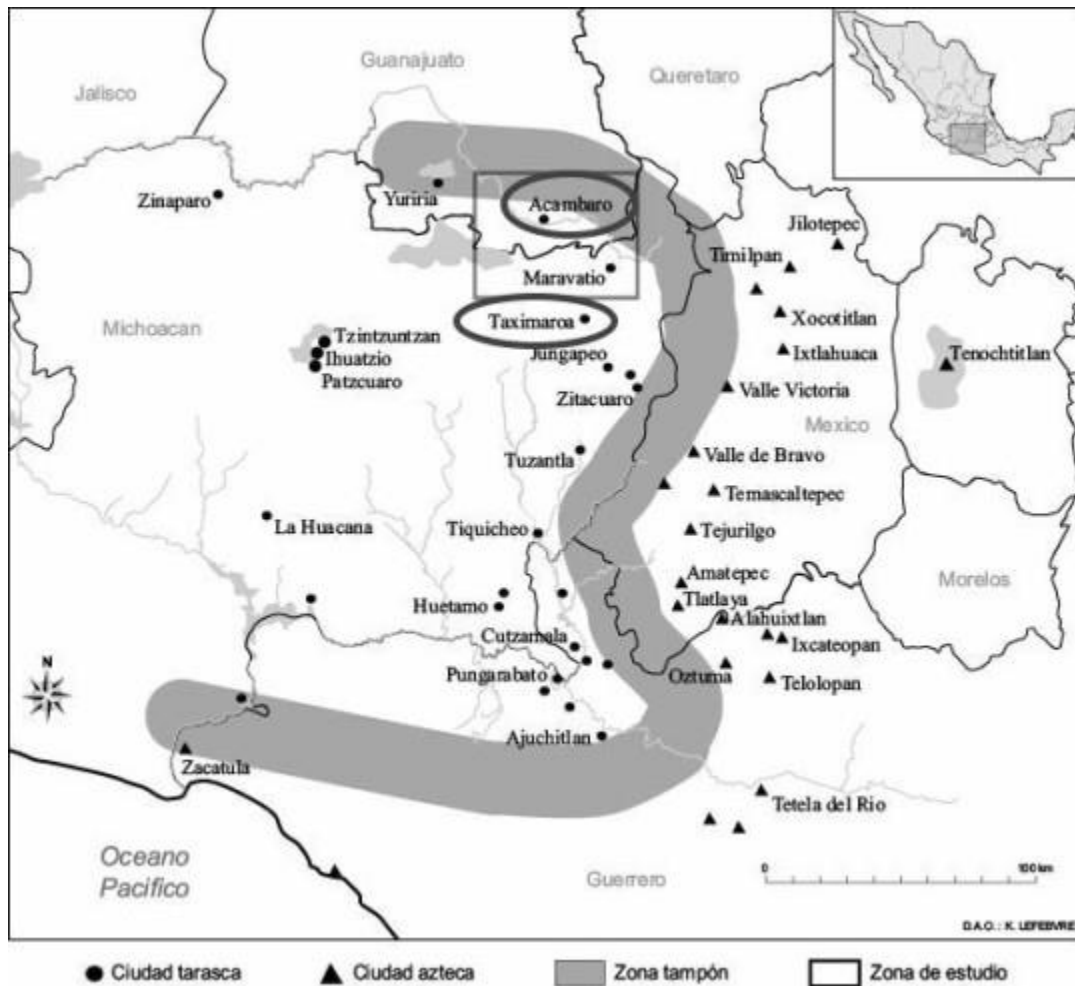 Guanajuato
Queretaro
Jalisco
Zinaparo
Yuriria
Acambaro
Jilotepec
Timilpan
Maravatio
Xocotitlan
Michoacan
Taximaroa
Tzintzuntzan
Ihuatzio
Patzcuaro
Jungapeo
Ixtlahuaca
Tenochtitlan
Zitacuaro
Valle Victoria
Mexico
Tuzantla
Valle de Bravo
Temascaltepec
La Huacana
Tiquicheo
Tejurilgo
Amatepec
Morelos
Huetamo
Tlatlaya
Alahuixtlan
Cutzamala
Ixcateopan
N
Pungarabato
Oztuma
Telolopan
Ajuchitlan
Zacatula
Tetela del Rio
Oceano
Pacifico
Guerrero
0 100 km
D.A.O. : K. LEFEBVRE
Ciudad tarasca Ciudad azteca Zona tampón Zona de estudio